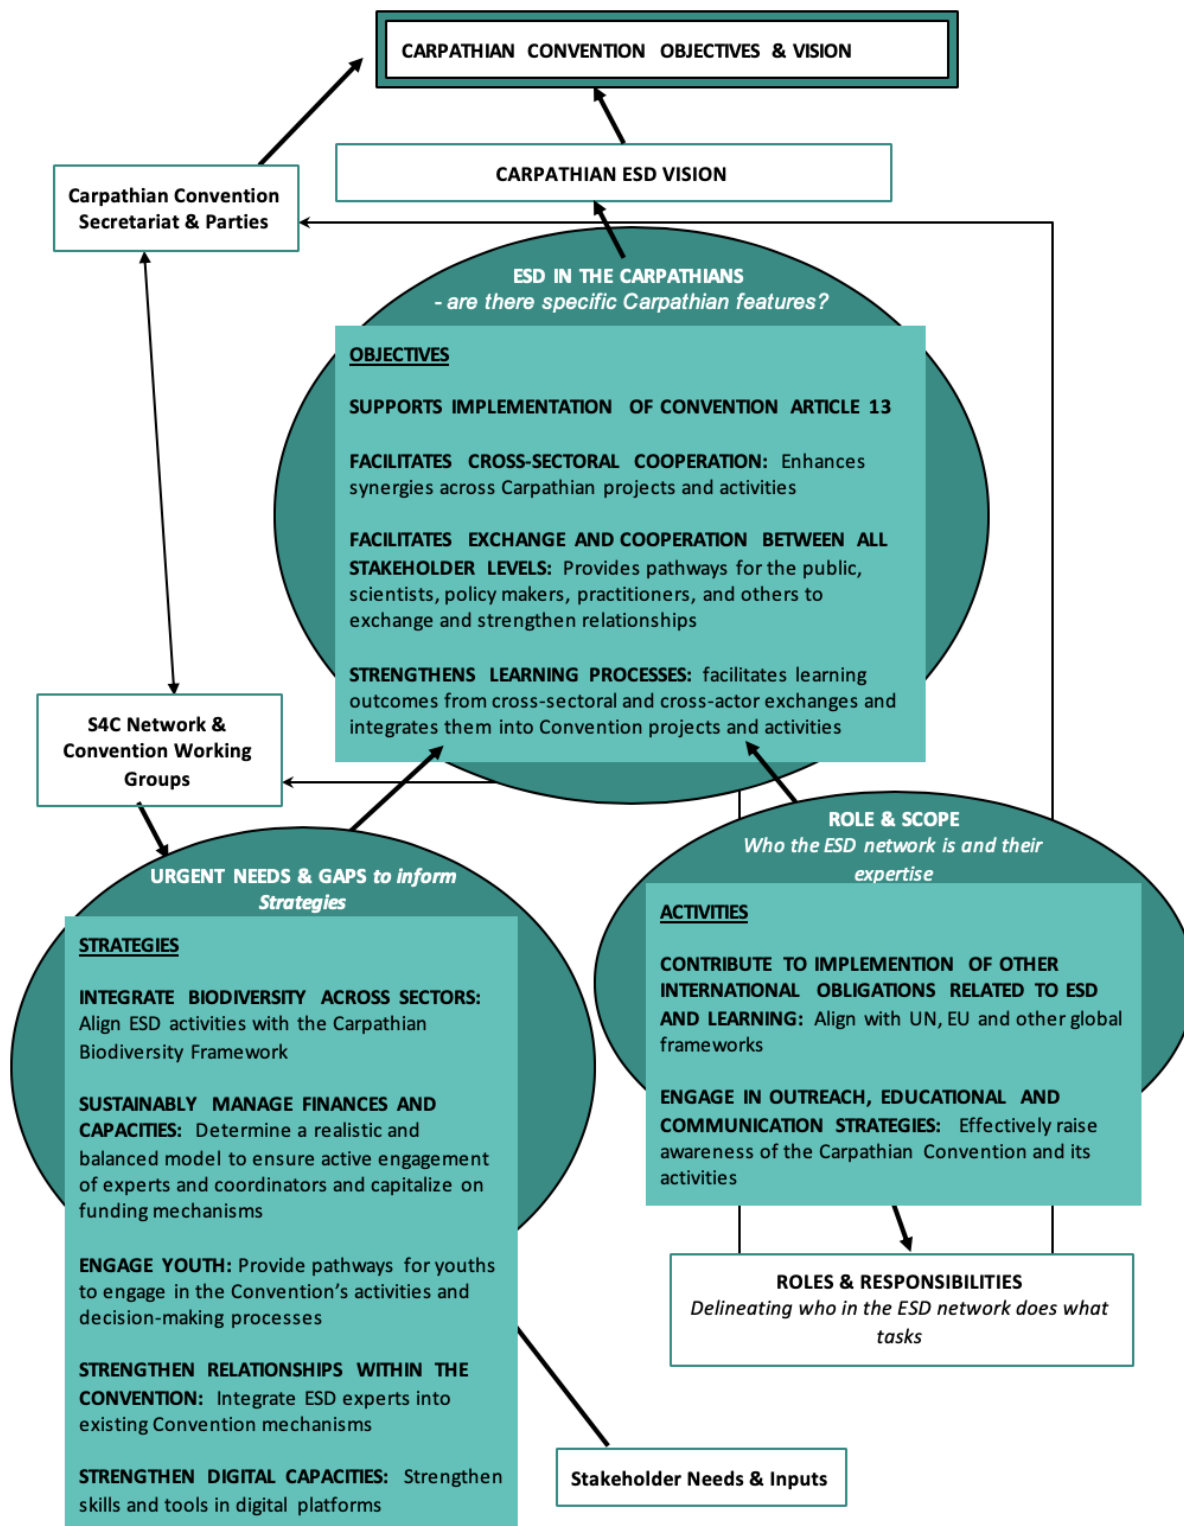 CARPATHIAN CONVENTION OBJECTIVES & VISION
CARPATHIAN ESD VISION
Carpathian Convention
Secretariat & Parties
ESD IN THE CARPATHIANS
- are there specific Carpathian features?
OBJECTIVES
SUPPORTS IMPLEMENTATION OF CONVENTION ARTICLE 13
FACILITATES CROSS-SECTORAL COOPERATION: Enhances
synergies across Carpathian projects and activities
FACILITATES EXCHANGE AND COOPERATION BETWEEN ALL
STAKEHOLDER LEVELS: Provides pathways for the public,
scientists, policy makers, practitioners, and others to
exchange and strengthen relationships
STRENGTHENS LEARNING PROCESSES: facilitates learning
outcomes from cross-sectoral and cross-actor exchanges and
integrates them into Convention projects and activities
S4C Network &
Convention Working
Groups
URGENT NEEDS & GAPS to inform
Strategies
STRATEGIES
INTEGRATE BIODIVERSITY ACROSS SECTORS:
Align ESD activities with the Carpathian
Biodiversity Framework
SUSTAINABLY MANAGE FINANCES AND
CAPACITIES: Determine a realistic and
balanced model to ensure active engagement
of experts and coordinators and capitalize on
funding mechanisms
ENGAGE YOUTH: Provide pathways for youths
to engage in the Convention's activities and
decision-making processes
STRENGTHEN RELATIONSHIPS WITHIN THE
CONVENTION: Integrate ESD experts into
existing Convention mechanisms
STRENGTHEN DIGITAL CAPACITIES: Strengthen
skills and tools in digital platforms
ROLE & SCOPE
Who the ESD network is and their
expertise
ACTIVITIES
CONTRIBUTE TO IMPLEMENTION OF OTHER
INTERNATIONAL OBLIGATIONS RELATED TO ESD
AND LEARNING: Align with UN, EU and other global
frameworks
ENGAGE IN OUTREACH, EDUCATIONAL AND
COMMUNICATION STRATEGIES: Effectively raise
awareness of the Carpathian Convention and its
activities
ROLES & RESPONSIBILITIES
Delineating who in the ESD network does what
tasks
Stakeholder Needs & Inputs